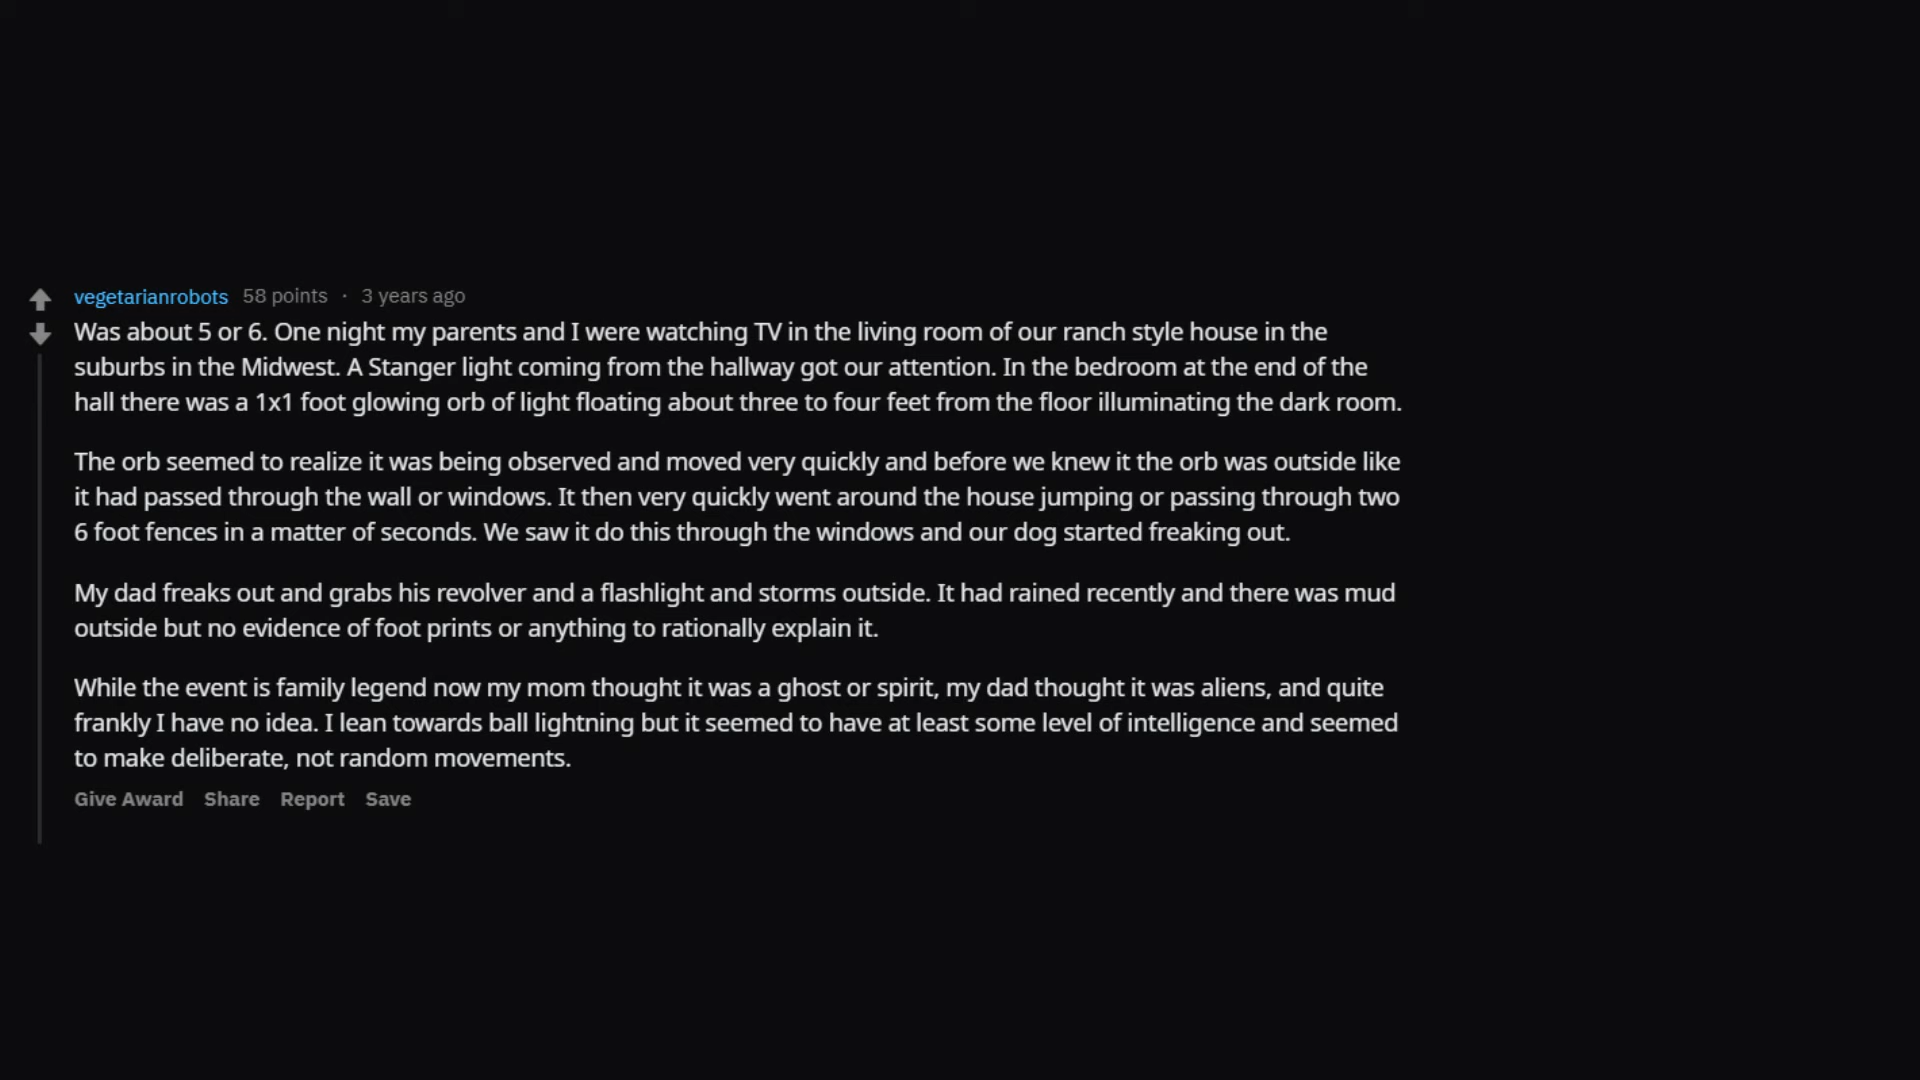 vegetarianrobots 58 points · 3 years ago
Was about 5 or 6. One night my parents and I were watching TV in the living room of our ranch style house in the
suburbs in the Midwest. A Stanger light coming from the hallway got our attention. In the bedroom at the end of the
hall there was a 1x1 foot glowing orb of light floating about three to four feet from the floor illuminating the dark room.
The orb seemed to realize it was being observed and moved very quickly and before we knew it the orb was outside like
it had passed through the wall or windows. It then very quickly went around the house jumping or passing through two
6 foot fences in a matter of seconds. We saw it do this through the windows and our dog started freaking out.
My dad freaks out and grabs his revolver and a flashlight and storms outside. It had rained recently and there was mud
outside but no evidence of foot prints or anything to rationally explain it.
While the event is family legend now my mom thought it was a ghost or spirit, my dad thought it was aliens, and quite
frankly I have no idea. I lean towards ball lightning but it seemed to have at least some level of intelligence and seemed
to make deliberate, not random movements.
Give Award Share Report Save